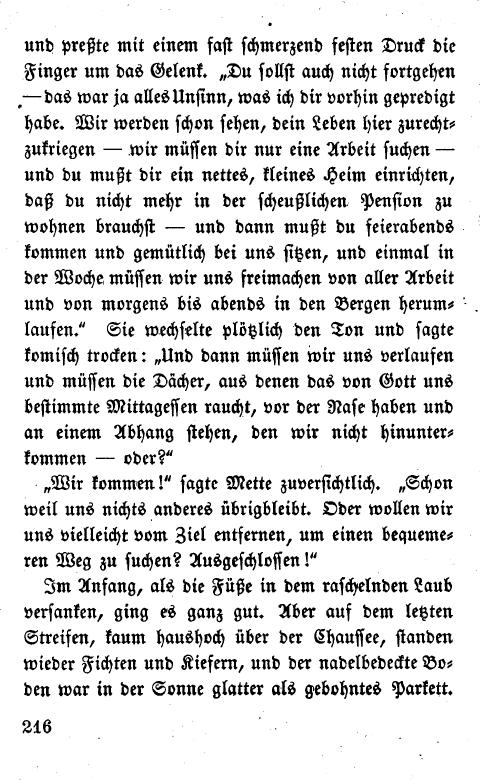 und preßte mit einem fast schmerzend festen Druck die
Finger um das Gelenk. „Du sollst auch nicht fortgehen
— das war ja alles Unsinn, was ich dir vorhin gepredigt
habe. Wir werden schon sehen, dein Leben hier zurecht-
zukriegen — wir müssen dir nur eine Arbeit suchen —
und du mußt dir ein nettes, kleines Heim einrichten,
daß du nicht mehr in der scheußlichen Pension zu
wohnen brauchst — und dann mußt du feierabends
kommen und gemütlich bei uns sitzen, und einmal in
der Woche müssen wir uns freimachen von aller Arbeit
und von morgens bis abends in den Bergen herum-
laufen.“ Sie wechselte plötzlich den Ton und sagte
komisch trocken: „Und dann müssen wir uns verlaufen
und müssen die Dächer, aus denen das von Gott uns
bestimmte Mittagessen raucht, vor der Nase haben und
an einem Abhang stehen, den wir nicht hinunter-
kommen — oder?“
„Wir kommen!“ sagte Mette zuversichtlich. „Schon
weil uns nichts anderes übrigbleibt. Oder wollen wir
uns vielleicht vom Ziel entfernen, um einen bequeme-
ren Weg zu suchen? Ausgeschlossen!“
Im Anfang, als die Füße in dem raschelnden Laub
versanken, ging es ganz gut. Aber auf dem letzten
Streifen, kaum haushoch über der Chaussee, standen
wieder Fichten und Kiefern, und der nadelbedeckte Bo-
den war in der Sonne glatter als gebohntes Parkett.
216